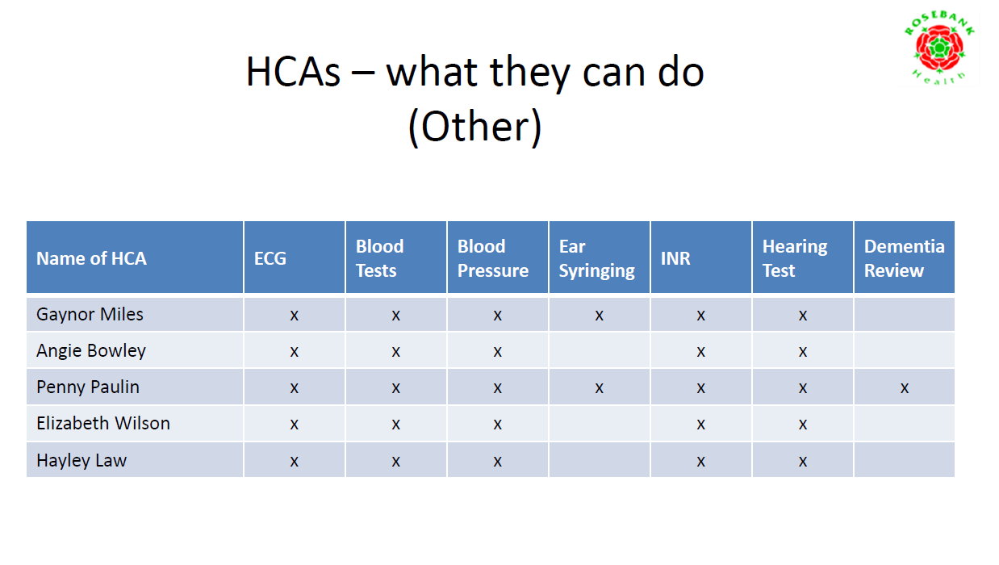 ROSEBANK
Health
HCAs – what they can do
(Other)
Name of HCA ECG Blood Tests Blood Pressure Ear Syringing INR Hearing Test Dementia Review
Gaynor Miles x x x x x x
Angie Bowley x x x x x
Penny Paulin x x x x x x x
Elizabeth Wilson x x x x x
Hayley Law x x x x x